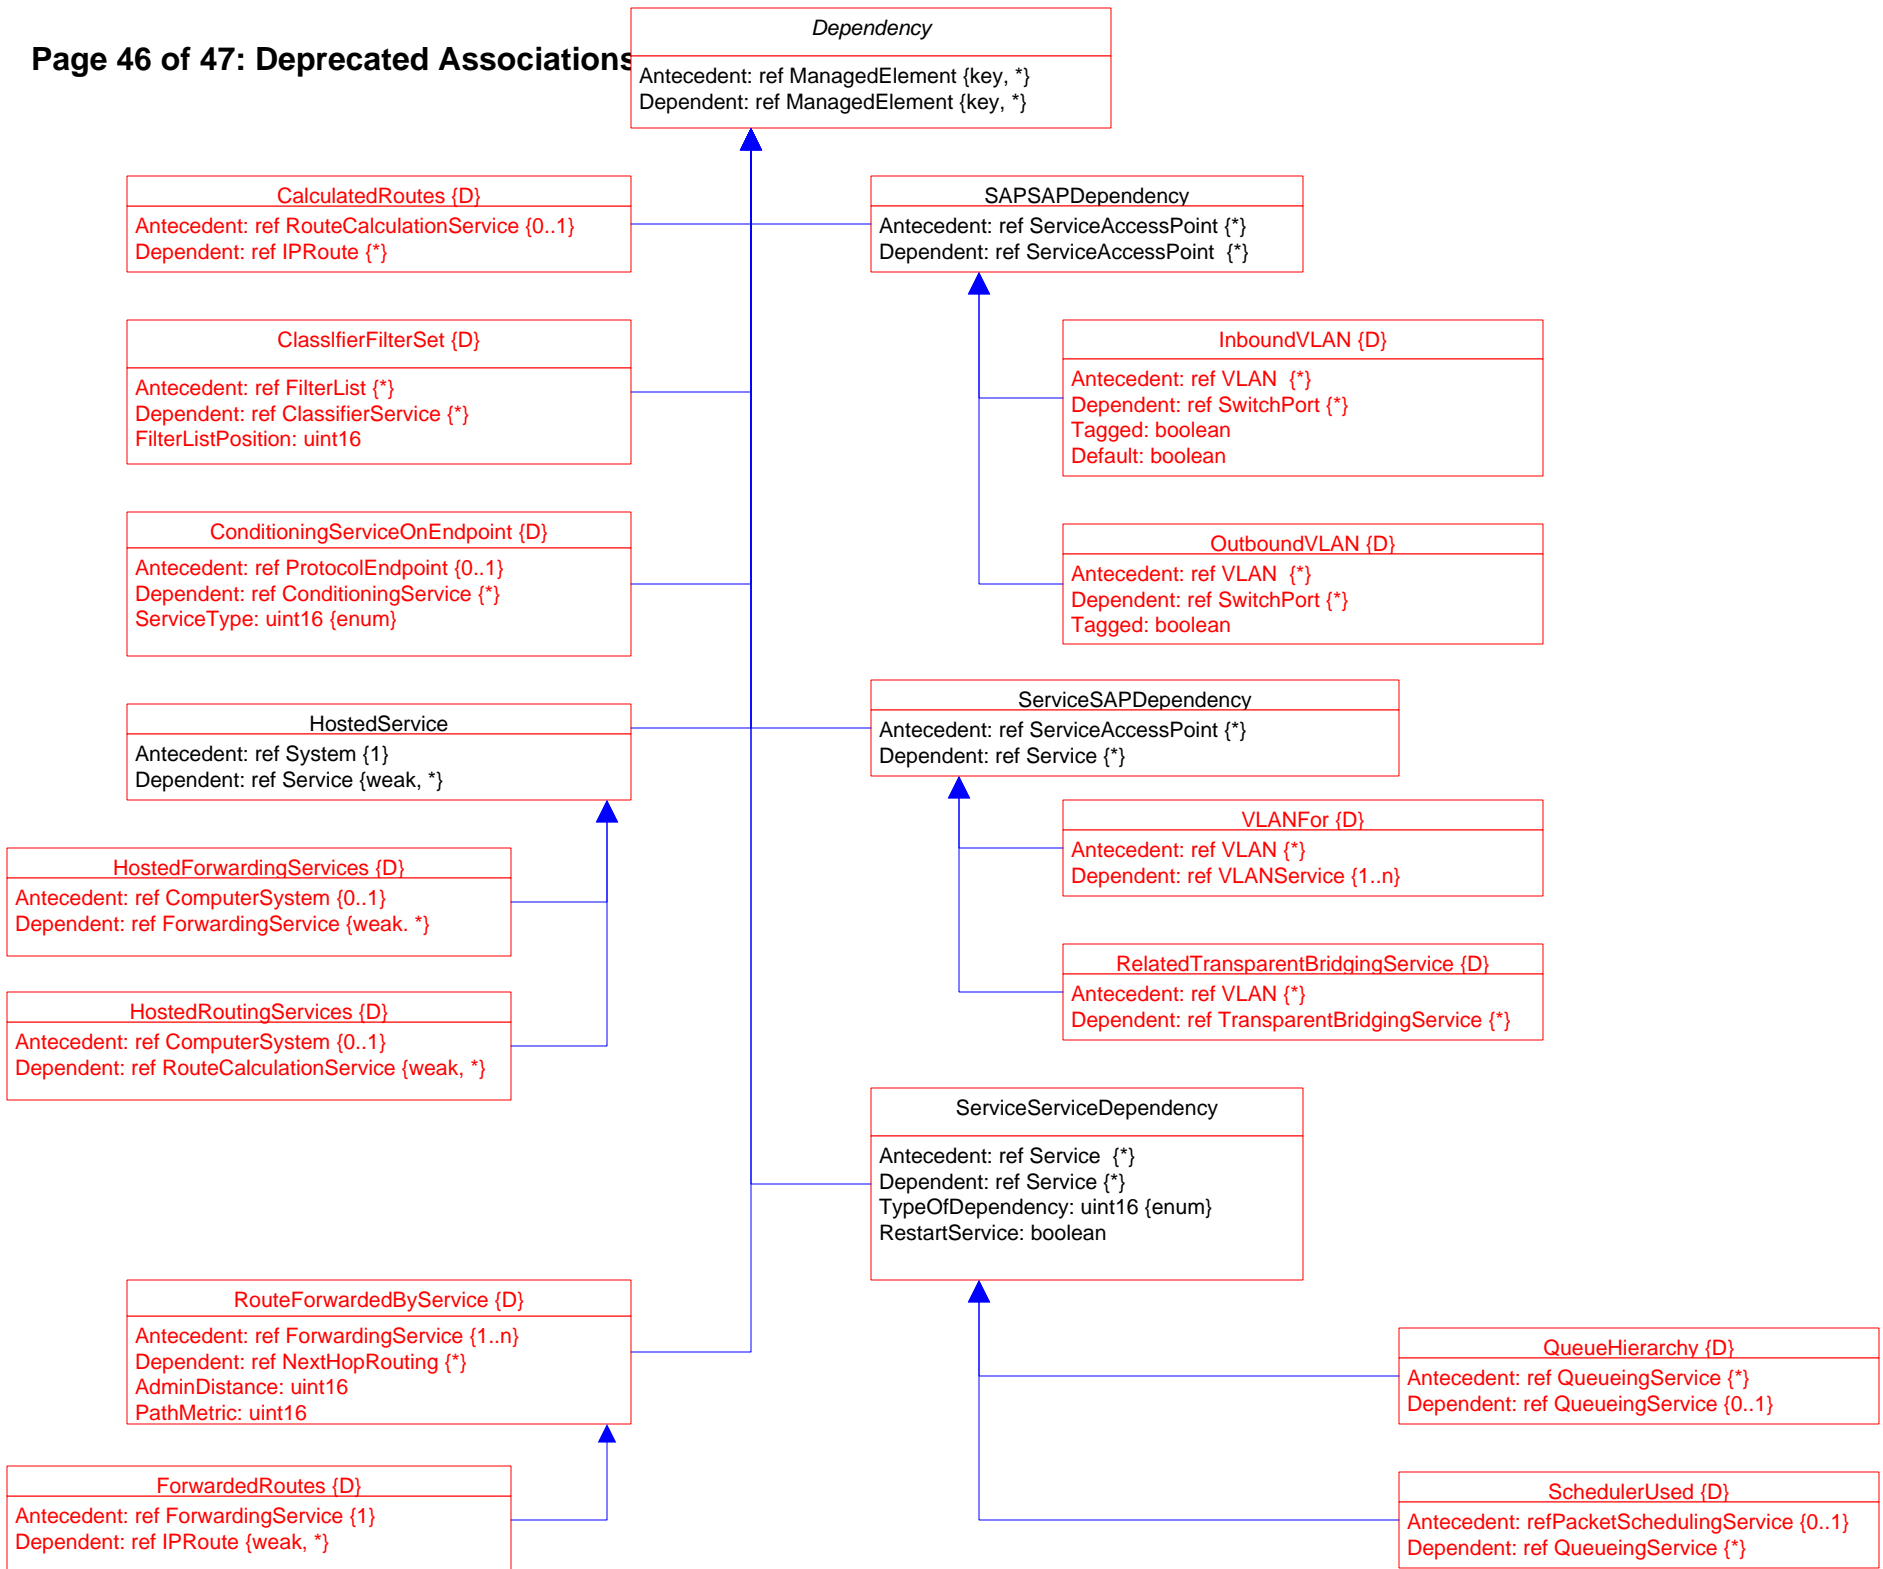 Page 46 of 47: Deprecated Associations
Dependency
Antecedent: ref ManagedElement {key, *}
Dependent: ref ManagedElement {key, *}
CalculatedRoutes {D}
Antecedent: ref RouteCalculationService {0..1}
Dependent: ref IPRoute {*}
SAPSAPDependency
Antecedent: ref ServiceAccessPoint {*}
Dependent: ref ServiceAccessPoint  {*}
ClasslfierFilterSet {D}
Antecedent: ref FilterList {*}
Dependent: ref ClassifierService {*}
FilterListPosition: uint16
InboundVLAN {D}
Antecedent: ref VLAN  {*}
Dependent: ref SwitchPort {*}
Tagged: boolean
Default: boolean
ConditioningServiceOnEndpoint {D}
Antecedent: ref ProtocolEndpoint {0..1}
Dependent: ref ConditioningService {*}
ServiceType: uint16 {enum}
OutboundVLAN {D}
Antecedent: ref VLAN  {*}
Dependent: ref SwitchPort {*}
Tagged: boolean
HostedService
Antecedent: ref System {1}
Dependent: ref Service {weak, *}
ServiceSAPDependency
Antecedent: ref ServiceAccessPoint {*}
Dependent: ref Service {*}
VLANFor {D}
Antecedent: ref VLAN {*}
Dependent: ref VLANService {1..n}
HostedForwardingServices {D}
Antecedent: ref ComputerSystem {0..1}
Dependent: ref ForwardingService {weak. *}
RelatedTransparentBridgingService {D}
Antecedent: ref VLAN {*}
Dependent: ref TransparentBridgingService {*}
HostedRoutingServices {D}
Antecedent: ref ComputerSystem {0..1}
Dependent: ref RouteCalculationService {weak, *}
ServiceServiceDependency
Antecedent: ref Service  {*}
Dependent: ref Service {*}
TypeOfDependency: uint16 {enum}
RestartService: boolean
RouteForwardedByService {D}
Antecedent: ref ForwardingService {1..n}
Dependent: ref NextHopRouting {*}
AdminDistance: uint16
PathMetric: uint16
QueueHierarchy {D}
Antecedent: ref QueueingService {*}
Dependent: ref QueueingService {0..1}
ForwardedRoutes {D}
Antecedent: ref ForwardingService {1}
Dependent: ref IPRoute {weak, *}
SchedulerUsed {D}
Antecedent: refPacketSchedulingService {0..1}
Dependent: ref QueueingService {*}